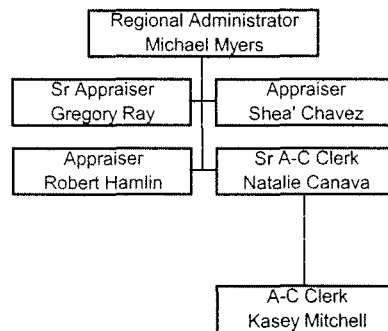 Regional Administrator
Michael Myers
Sr Appraiser
Gregory Ray
Appraiser
Shea' Chavez
Appraiser
Robert Hamlin
Sr A-C Clerk
Natalie Canava
A-C Clerk
Kasey Mitchell